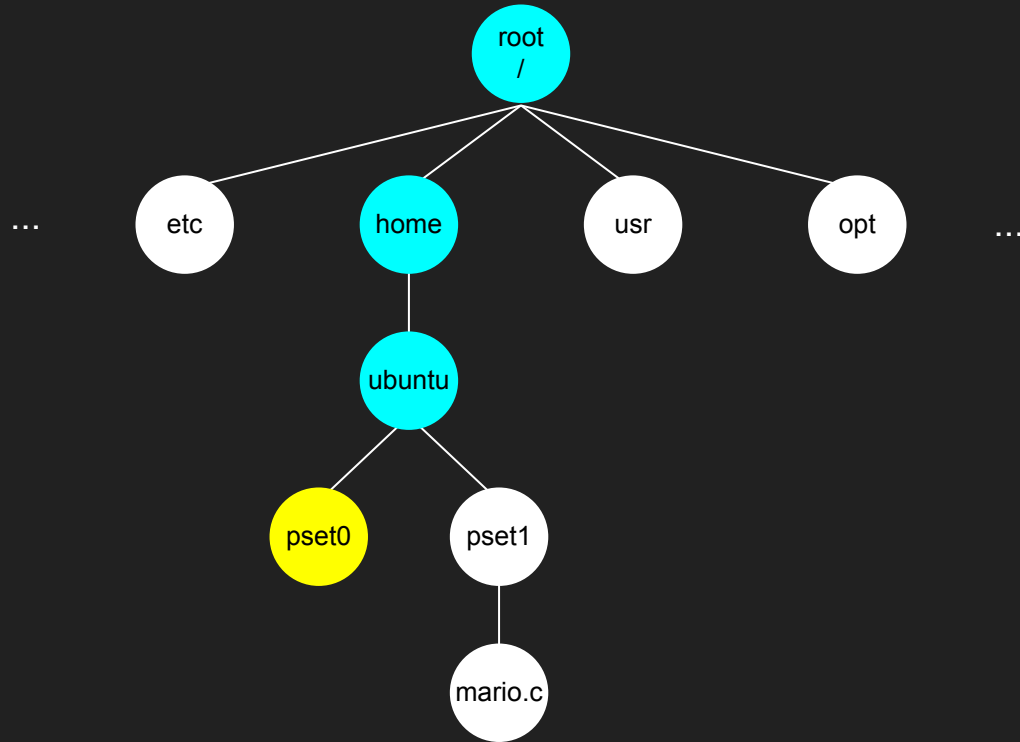 root
/
...
etc
home
usr
opt
...
ubuntu
pset0
pset1
mario.c